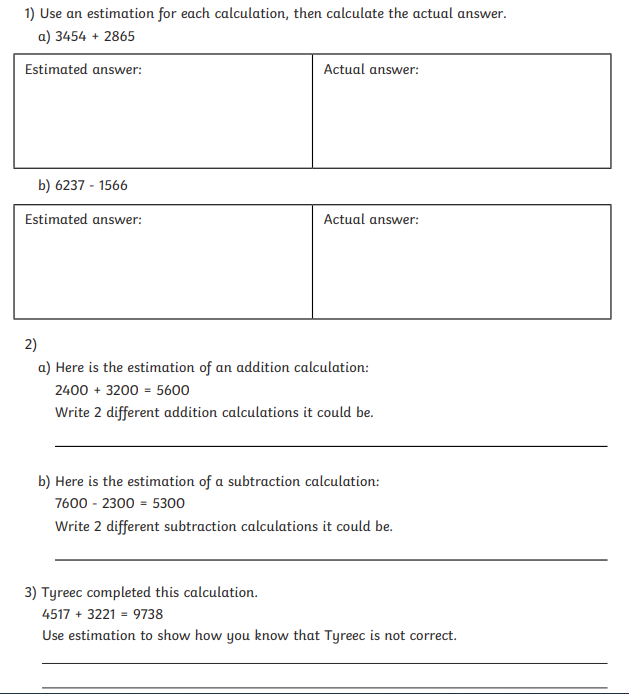 1) Use an estimation for each calculation, then calculate the actual answer.
a) 3454 + 2865
Estimated answer:
Actual answer:
b) 6237 - 1566
Estimated answer:
Actual answer:
2)
a) Here is the estimation of an addition calculation:
2400 + 3200 = 5600
Write 2 different addition calculations it could be.
b) Here is the estimation of a subtraction calculation:
7600 - 2300 = 5300
Write 2 different subtraction calculations it could be.
3) Tyreec completed this calculation.
4517 + 3221 = 9738
Use estimation to show how you know that Tyreec is not correct.